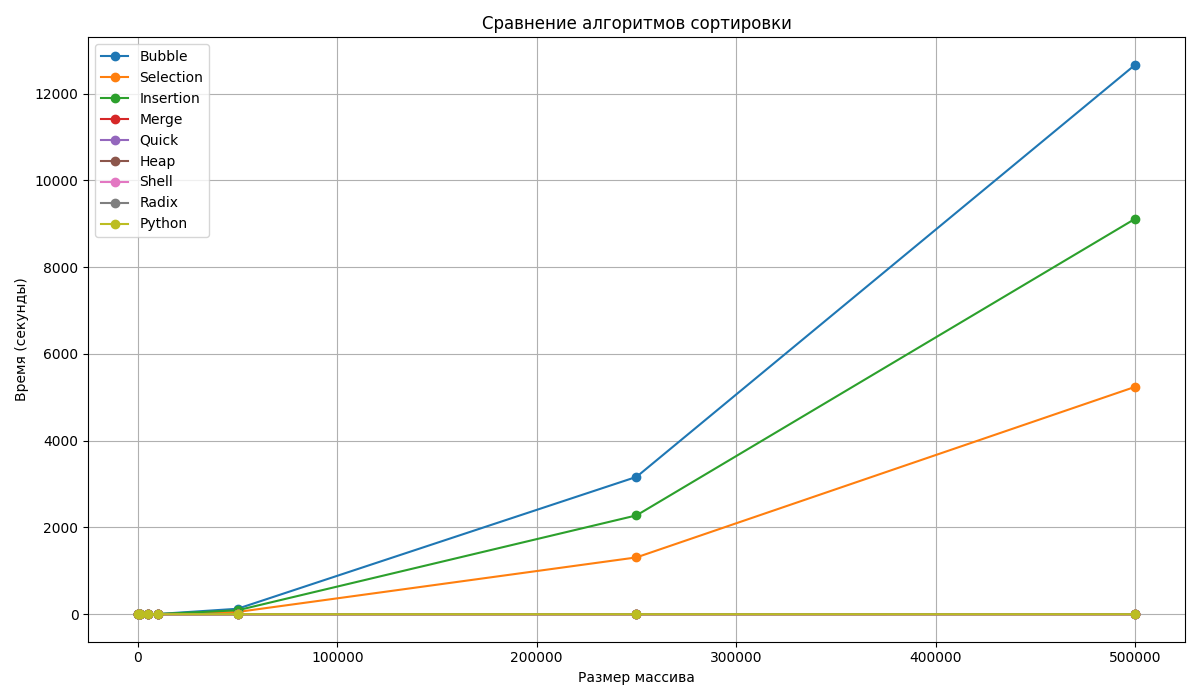 Сравнение алгоритмов сортировки
Bubble
Selection
Insertion
Merge
Quick
Heap
Shell
Radix
Python
12000
10000
8000
6000
4000
2000
0
Время (секунды)
0 100000 200000 300000 400000 500000
Размер массива